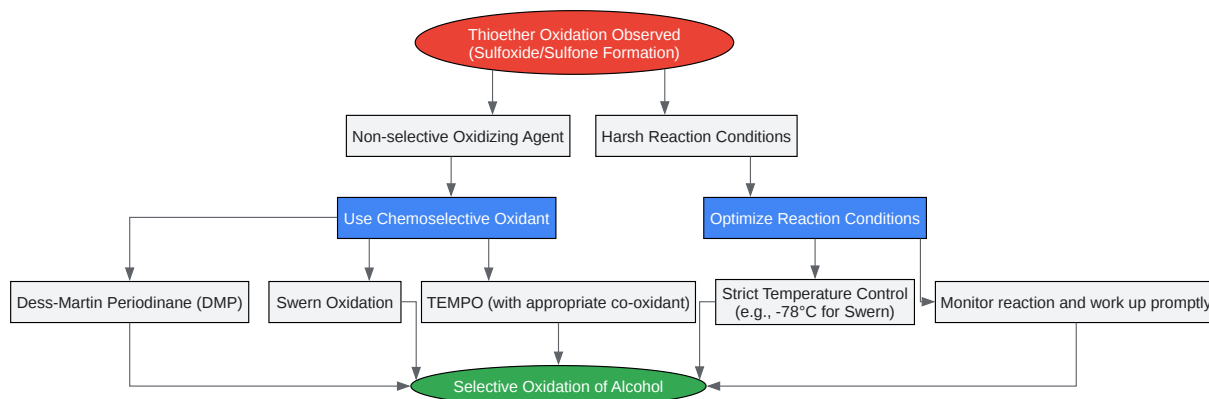 Thioether Oxidation Observed
(Sulfoxide/Sulfone Formation)
Non-selective Oxidizing Agent
Harsh Reaction Conditions
Use Chemoselective Oxidant
Optimize Reaction Conditions
Dess-Martin Periodinane (DMP)
Swern Oxidation
TEMPO (with appropriate co-oxidant)
Strict Temperature Control
(e.g., -78°C for Swern)
Monitor reaction and work up promptly
Selective Oxidation of Alcohol